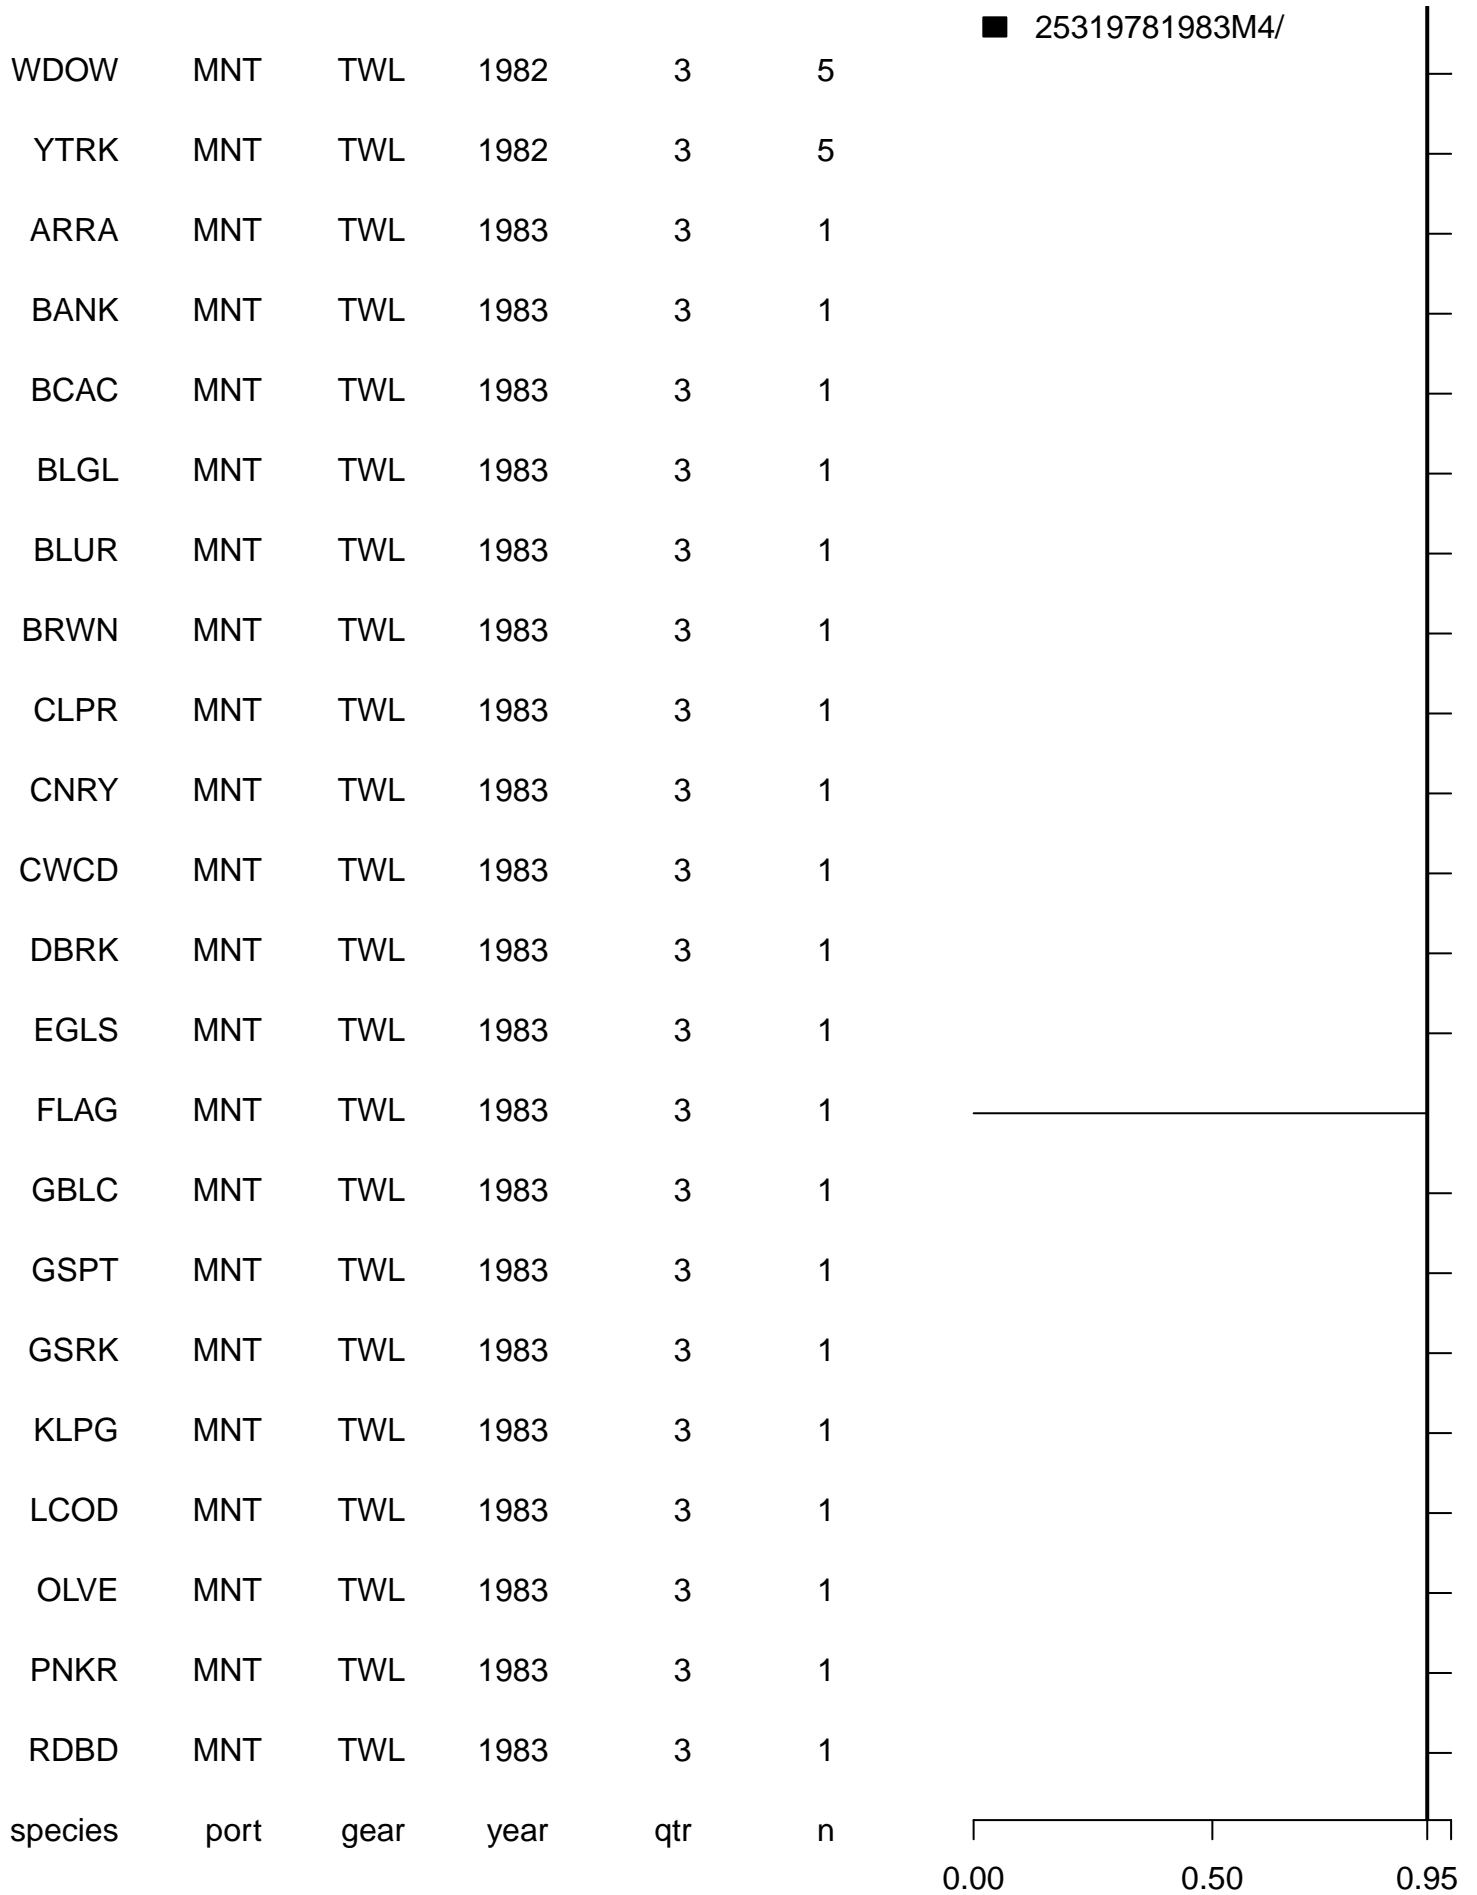 25319781983M4/
WDOW MNT TWL 1982 3 5
YTRK MNT TWL 1982 3 5
ARRA MNT TWL 1983 3 1
BANK MNT TWL 1983 3 1
BCAC MNT TWL 1983 3 1
BLGL MNT TWL 1983 3 1
BLUR MNT TWL 1983 3 1
BRWN MNT TWL 1983 3 1
CLPR MNT TWL 1983 3 1
CNRY MNT TWL 1983 3 1
CWCD MNT TWL 1983 3 1
DBRK MNT TWL 1983 3 1
EGLS MNT TWL 1983 3 1
FLAG MNT TWL 1983 3 1
GBLC MNT TWL 1983 3 1
GSPT MNT TWL 1983 3 1
GSRK MNT TWL 1983 3 1
KLPG MNT TWL 1983 3 1
LCOD MNT TWL 1983 3 1
OLVE MNT TWL 1983 3 1
PNKR MNT TWL 1983 3 1
RDBD MNT TWL 1983 3 1
species port gear year qtr n
0.00 0.50 0.95